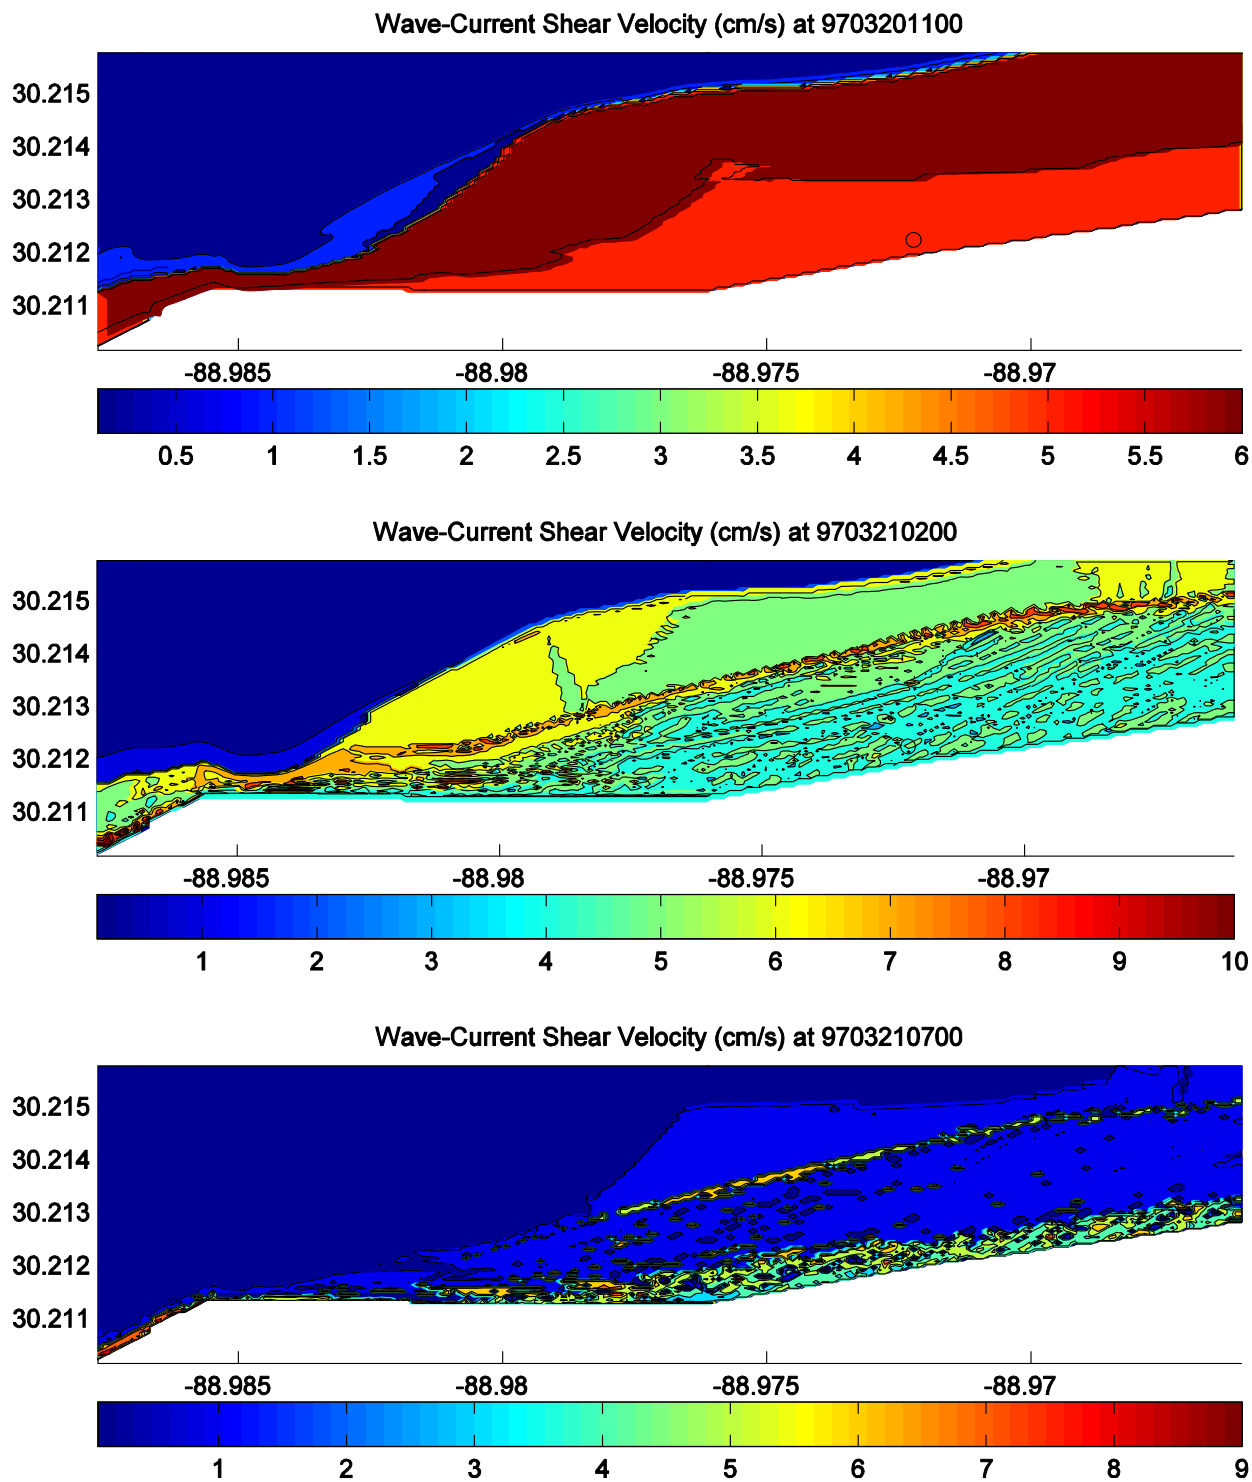 Wave-Current Shear Velocity (cm/s) at 9703201100
30.215
30.214
30.213
30.212
30.211
-88.985 -88.98 -88.975 -88.97
0.5 1 1.5 2 2.5 3 3.5 4 4.5 5 5.5 6
Wave-Current Shear Velocity (cm/s) at 9703210200
30.215
30.214
30.213
30.212
30.211
-88.985 -88.98 -88.975 -88.97
1 2 3 4 5 6 7 8 9 10
Wave-Current Shear Velocity (cm/s) at 9703210700
30.215
30.214
30.213
30.212
30.211
-88.985 -88.98 -88.975 -88.97
1 2 3 4 5 6 7 8 9